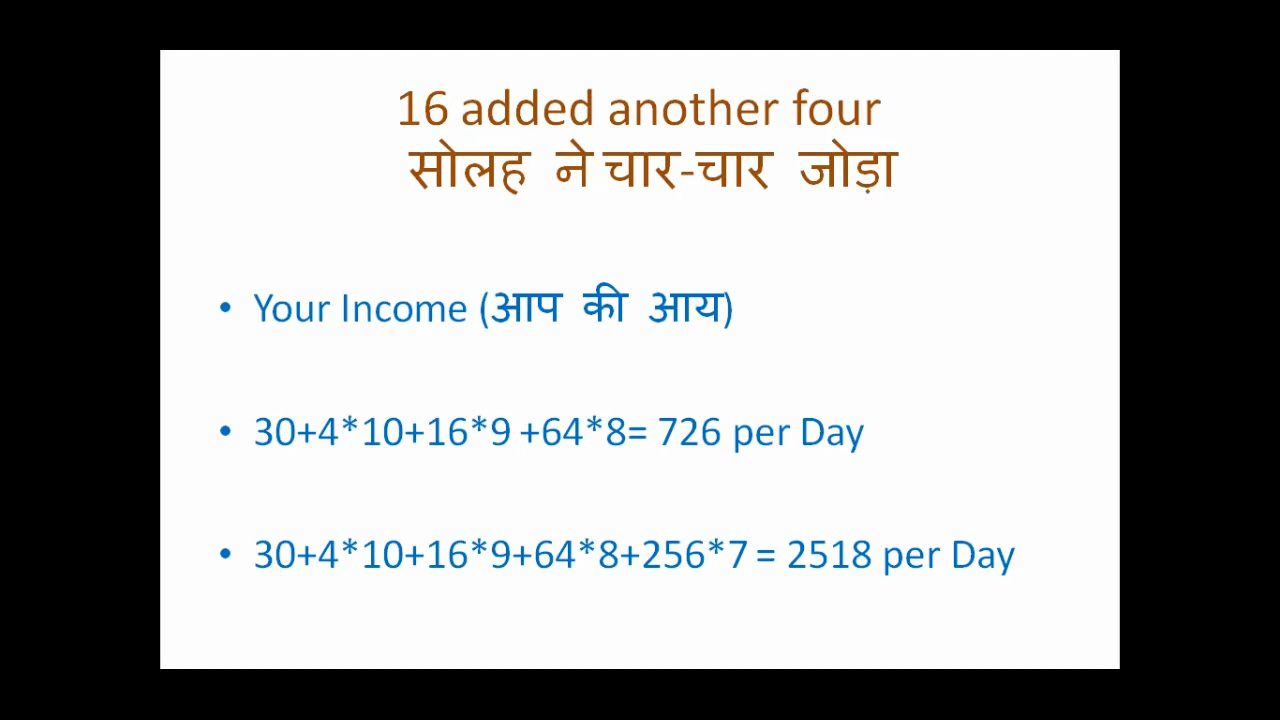 16 added another four
सोलह ने चार-चार जोड़ा
• Your Income (आप की आय)
• 30+4*10+16*9 +64*8= 726 per Day
• 30+4*10+16*9+64*8+256*7 = 2518 per Day